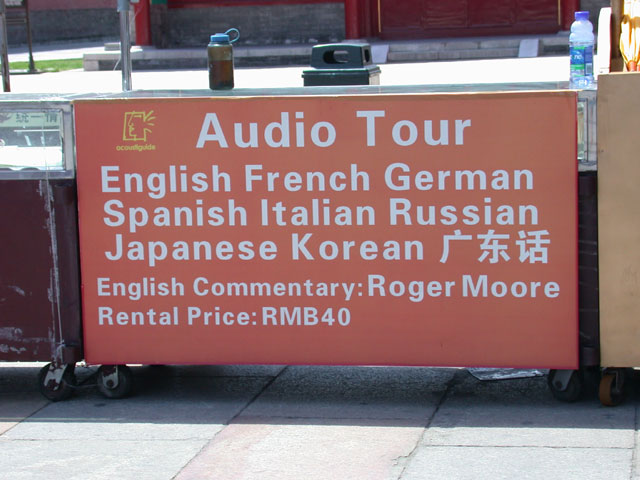 acoustiguide
Audio Tour
English French German
Spanish Italian Russian
Japanese Korean 广东话
English Commentary:Roger Moore
Rental Price:RMB40